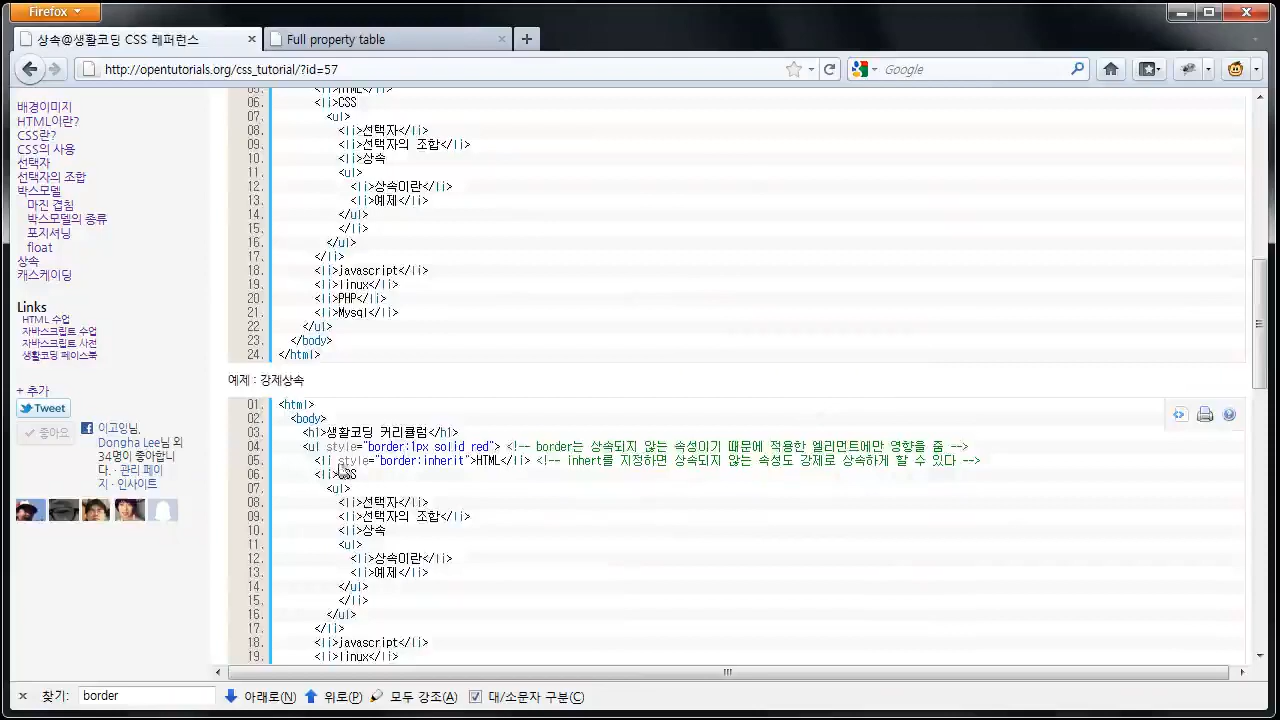 Firefox
상속@생활코딩 CSS 레퍼런스
Full property table
http://opentutorials.org/css_tutorial/?id=57
Google
배경이미지
HTML이란?
CSS란?
CSS의 사용
선택자
선택자의 조합
박스모델
마진 겹침
박스모델의 종류
포지셔닝
float
상속
캐스케이딩
Links
HTML 수업
자바스크립트 수업
자바스크립트 사전
생활코딩 페이스북
+ 추가
Tweet
좋아요
이고잉님,
Dongha Lee님 외
34명이 좋아합니
다. · 관리 페이
지 · 인사이트
05. <li>HTML</li>
06. <li>CSS
07. <ul>
08. <li>선택자</li>
09. <li>선택자의 조합</li>
10. <li>상속
11. <ul>
12. <li>상속이란</li>
13. <li>예제</li>
14. </ul>
15. </li>
16. </ul>
17. </li>
18. <li>javascript</li>
19. <li>linux</li>
20. <li>PHP</li>
21. <li>Mysql</li>
22. </ul>
23. </body>
24. </html>
예제 : 강제상속
01. <html>
02. <body>
03. <h1>생활코딩 커리큘럼</h1>
04. <ul style="border:1px solid red"> <!-- border는 상속되지 않는 속성이기 때문에 적용한 엘리먼트에만 영향을 줌 -->
05. <li style="border:inherit">HTML</li> <!-- inhert를 지정하면 상속되지 않는 속성도 강제로 상속하게 할 수 있다 -->
06. <li>CSS
07. <ul>
08. <li>선택자</li>
09. <li>선택자의 조합</li>
10. <li>상속
11. <ul>
12. <li>상속이란</li>
13. <li>예제</li>
14. </ul>
15. </li>
16. </ul>
17. </li>
18. <li>javascript</li>
19. <li>linux</li>
찾기: border 아래로(N) 위로(P) 모두 강조(A) 대/소문자 구분(C)